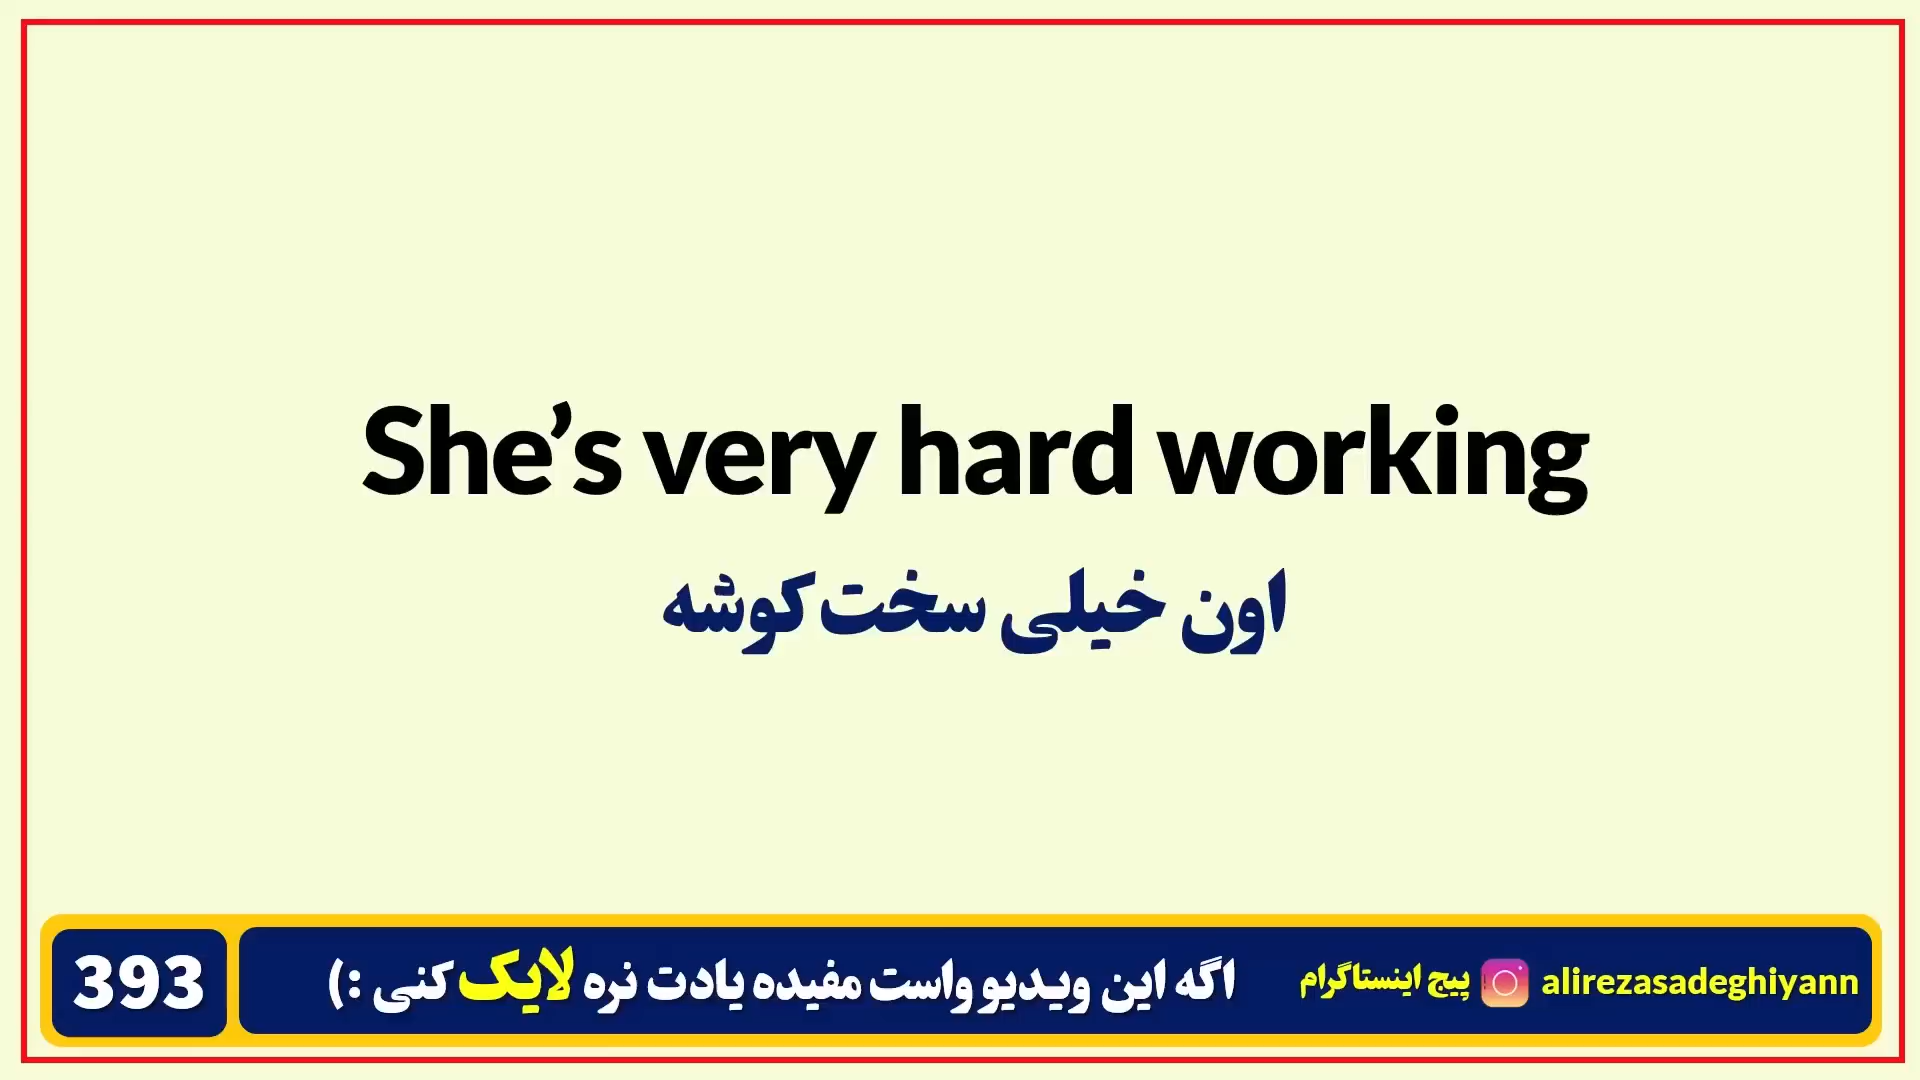 She’s very hard working
اون خیلی سخت‌کوشه
393
اگه این ویدیو واست مفیده یادت نره لایک کنی :)
پیج اینستاگرام
alirezasadeghiyann